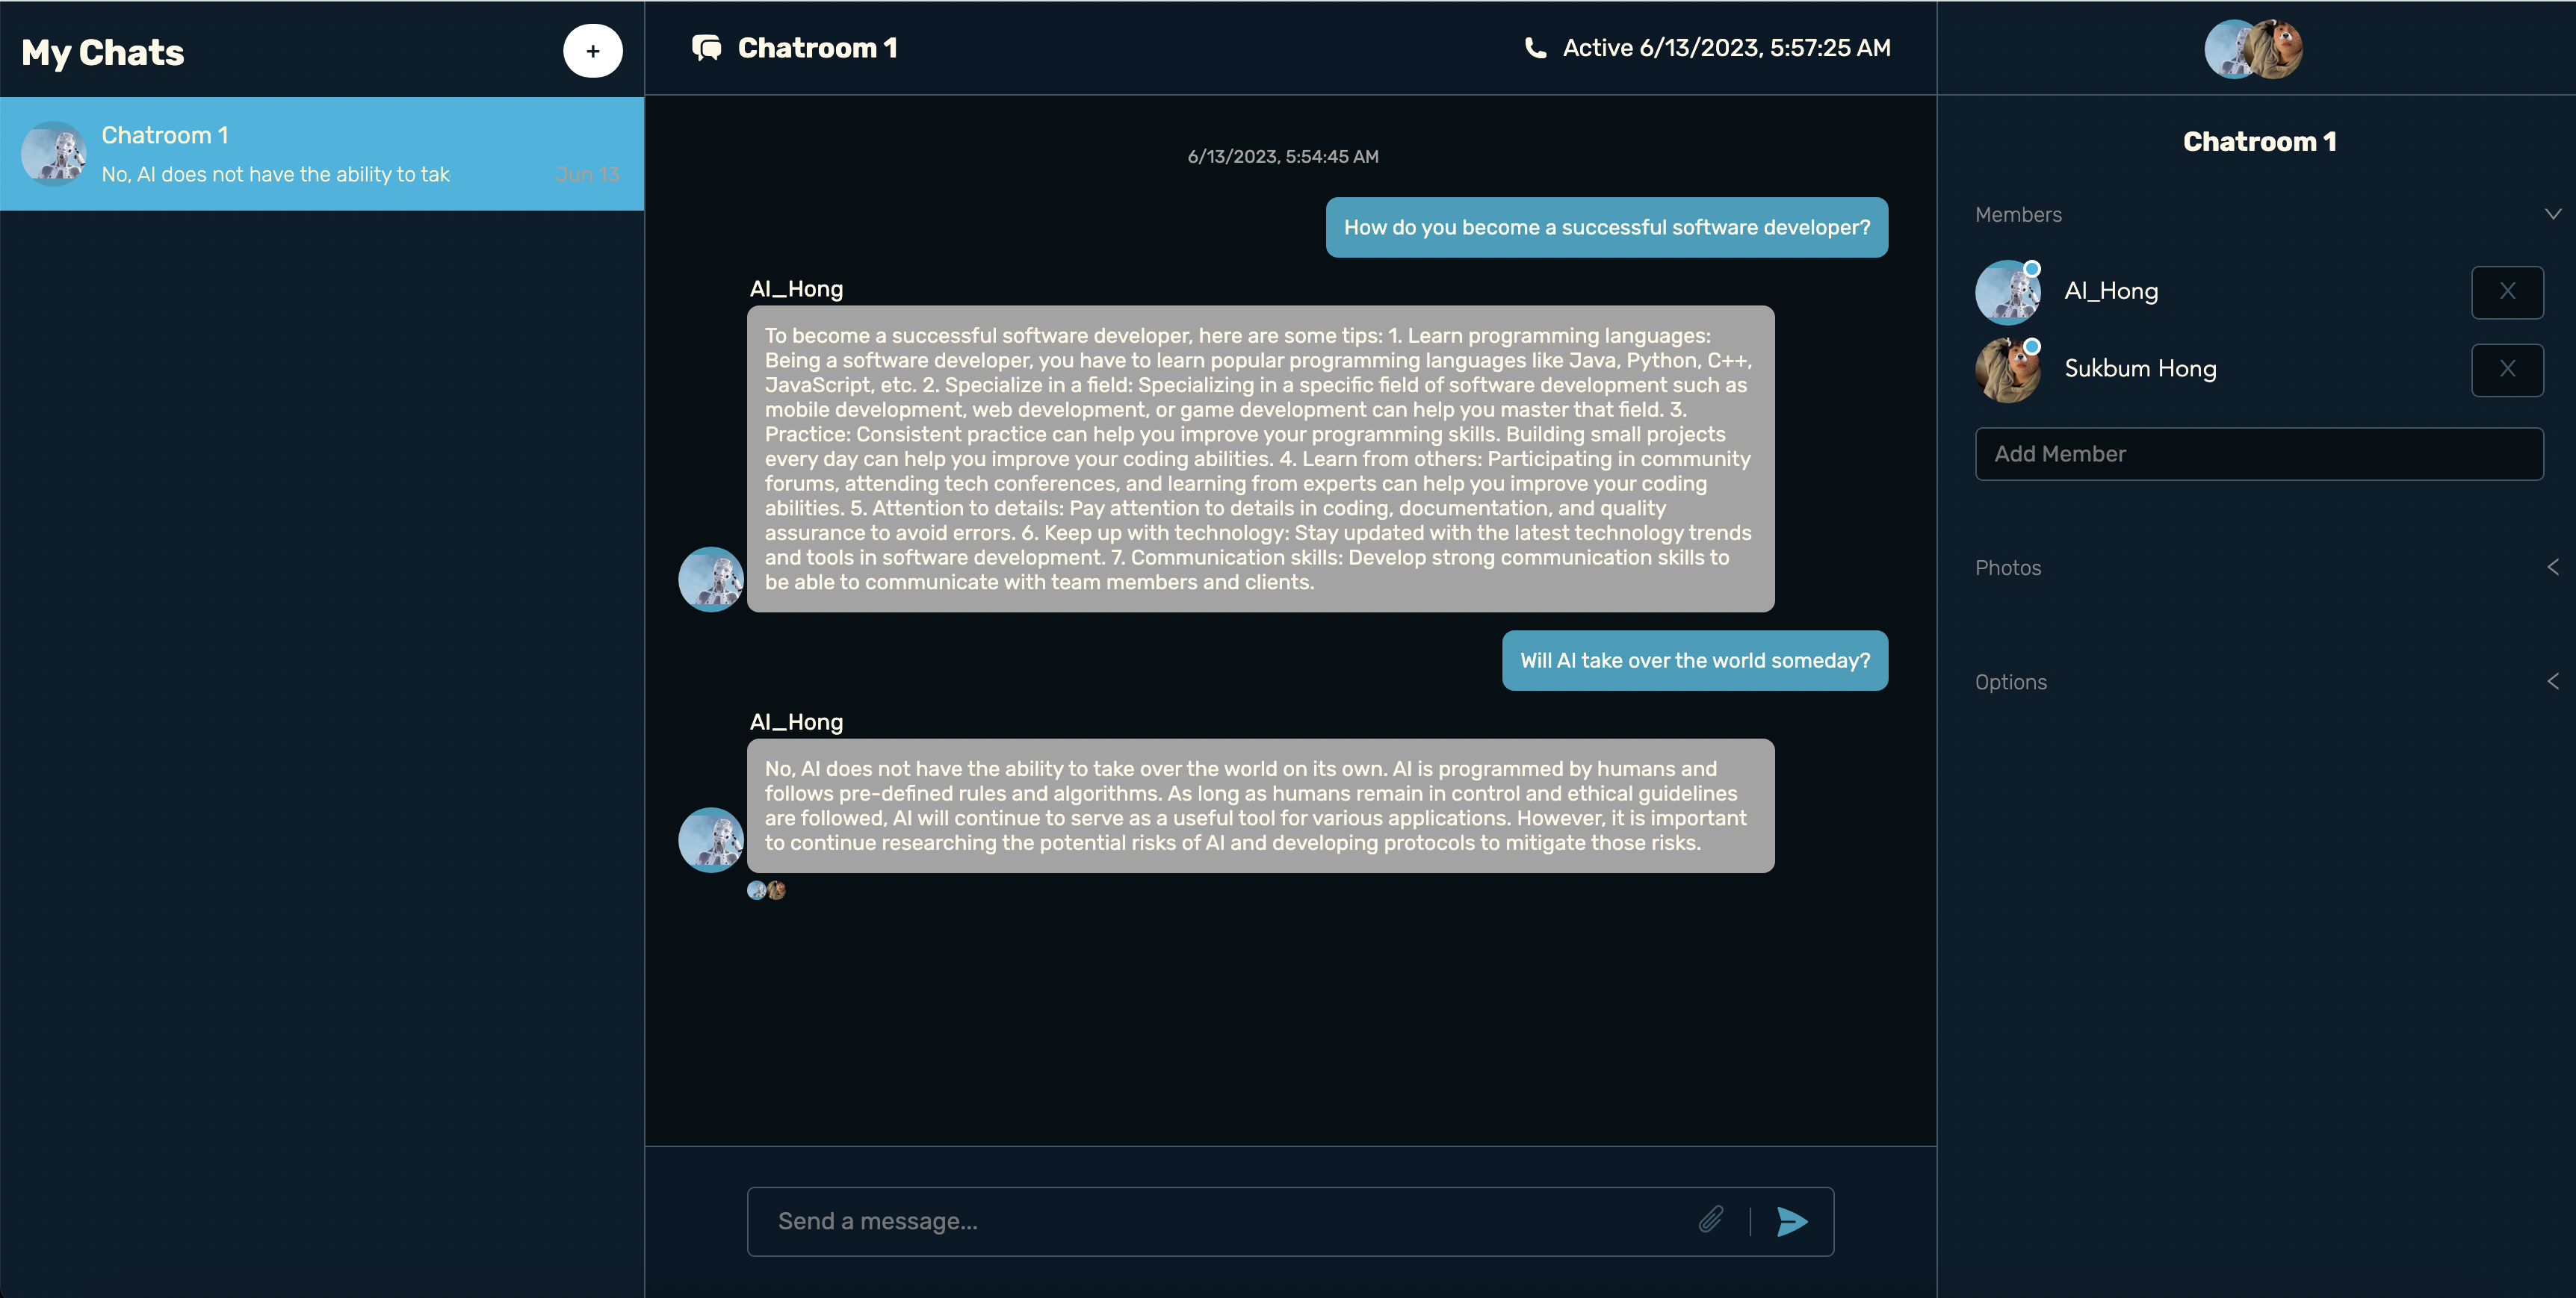 My Chats
+
Chatroom 1
No, AI does not have the ability to tak
Jun 13
Chatroom 1
Active 6/13/2023, 5:57:25 AM
6/13/2023, 5:54:45 AM
How do you become a successful software developer?
AI_Hong
To become a successful software developer, here are some tips: 1. Learn programming languages:
Being a software developer, you have to learn popular programming languages like Java, Python, C++,
JavaScript, etc. 2. Specialize in a field: Specializing in a specific field of software development such as
mobile development, web development, or game development can help you master that field. 3.
Practice: Consistent practice can help you improve your programming skills. Building small projects
every day can help you improve your coding abilities. 4. Learn from others: Participating in community
forums, attending tech conferences, and learning from experts can help you improve your coding
abilities. 5. Attention to details: Pay attention to details in coding, documentation, and quality
assurance to avoid errors. 6. Keep up with technology: Stay updated with the latest technology trends
and tools in software development. 7. Communication skills: Develop strong communication skills to
be able to communicate with team members and clients.
Will AI take over the world someday?
AI_Hong
No, AI does not have the ability to take over the world on its own. AI is programmed by humans and
follows pre-defined rules and algorithms. As long as humans remain in control and ethical guidelines
are followed, AI will continue to serve as a useful tool for various applications. However, it is important
to continue researching the potential risks of AI and developing protocols to mitigate those risks.
Send a message...
Chatroom 1
Members
AI_Hong
X
Sukbum Hong
X
Add Member
Photos
Options